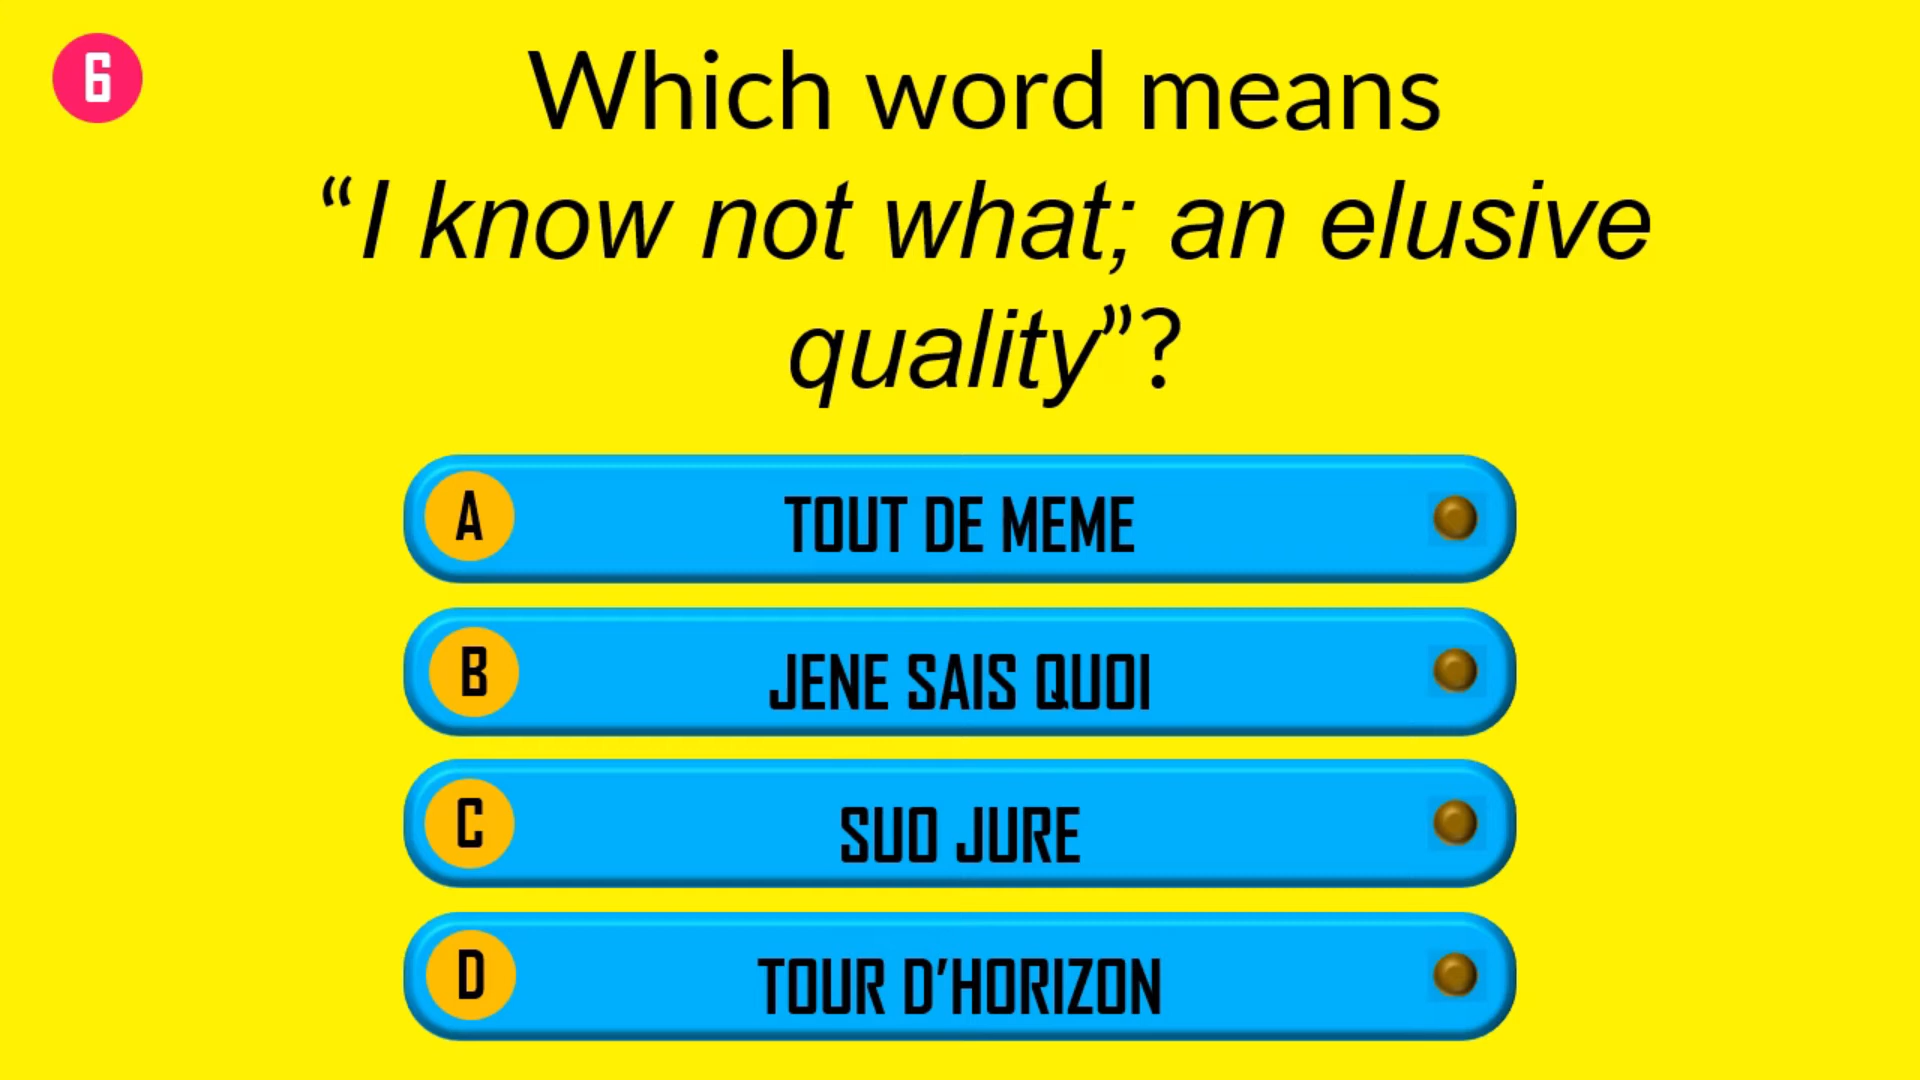 6
Which word means
“I know not what; an elusive
quality”?
A TOUT DE MEME
B JENE SAIS QUOI
C SUO JURE
D TOUR D’HORIZON